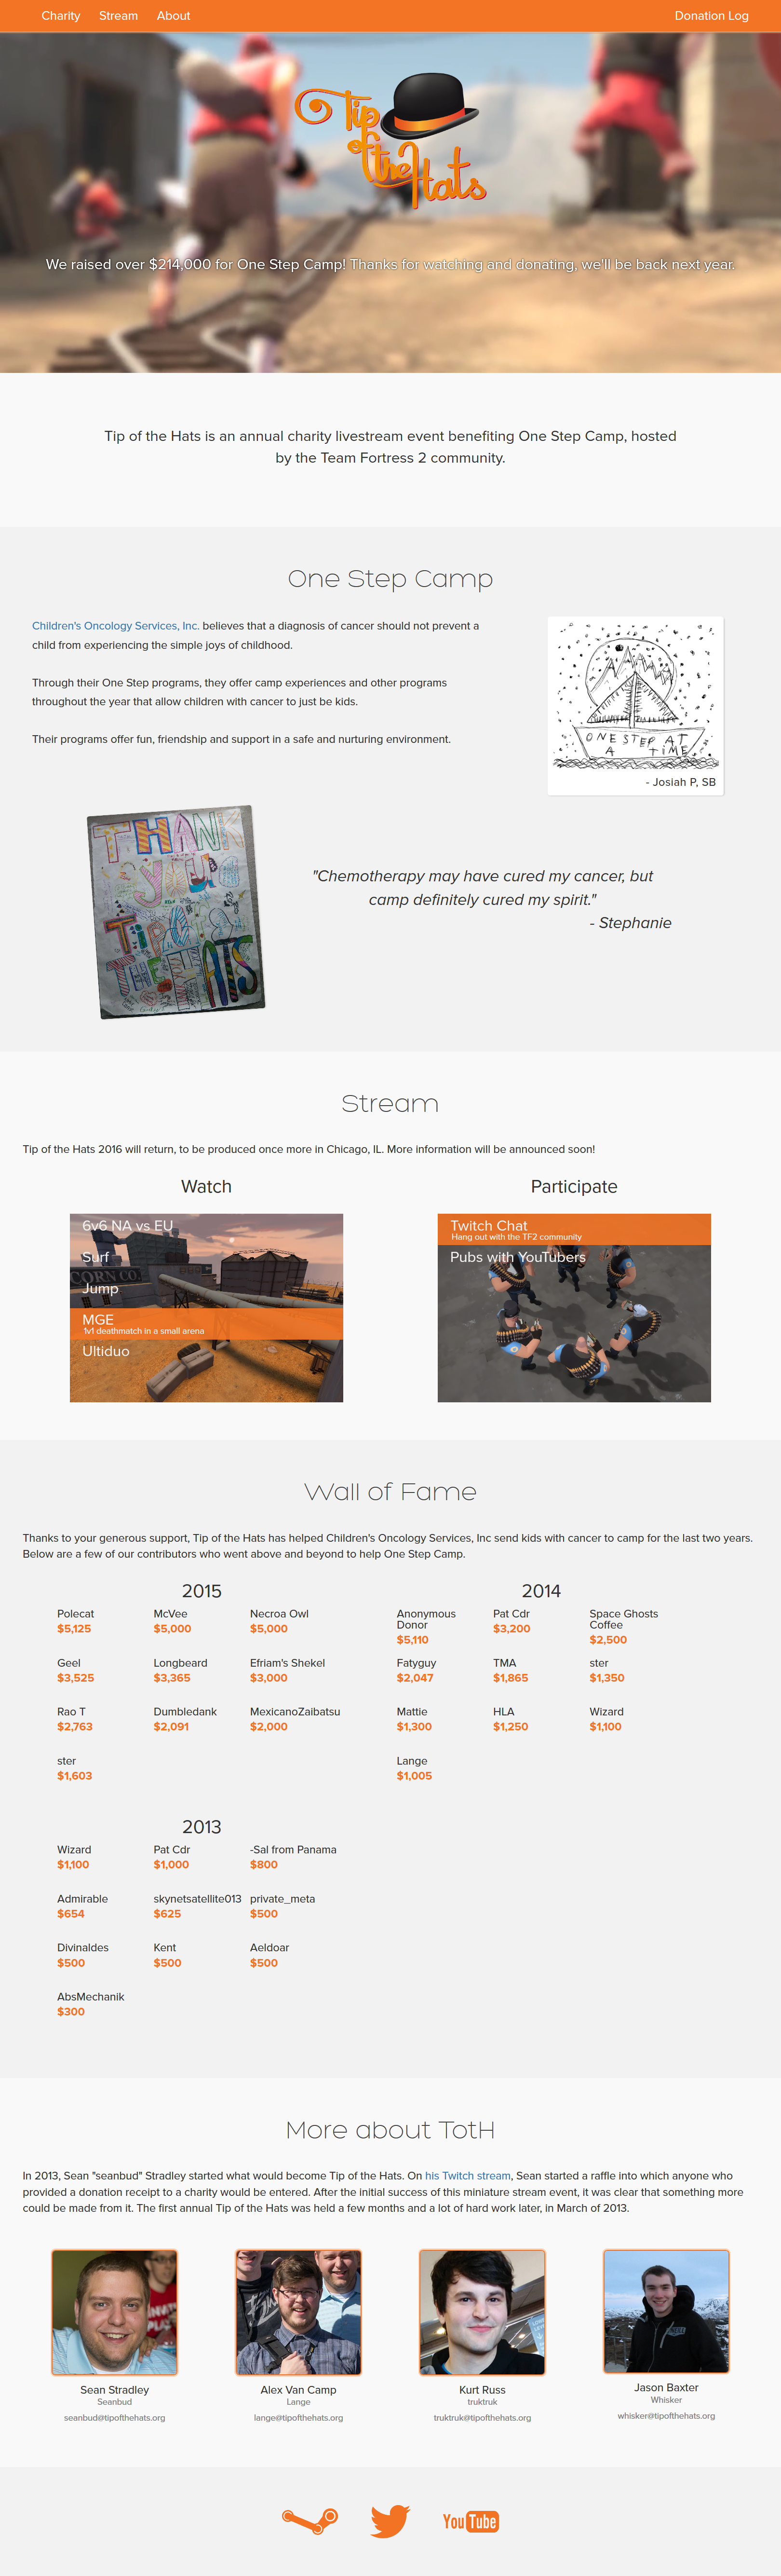 Charity Stream About Donation Log
Tip
of the
Hats
We raised over $214,000 for One Step Camp! Thanks for watching and donating, we'll be back next year.
Tip of the Hats is an annual charity livestream event benefiting One Step Camp, hosted
by the Team Fortress 2 community.
One Step Camp
Children's Oncology Services, Inc. believes that a diagnosis of cancer should not prevent a
child from experiencing the simple joys of childhood.
Through their One Step programs, they offer camp experiences and other programs
throughout the year that allow children with cancer to just be kids.
Their programs offer fun, friendship and support in a safe and nurturing environment.
ONE STEP AT
A TIME
- Josiah P, SB
THANK
YOU
TIP OF
THE HATS
"Chemotherapy may have cured my cancer, but
camp definitely cured my spirit."
- Stephanie
Stream
Tip of the Hats 2016 will return, to be produced once more in Chicago, IL. More information will be announced soon!
Watch
6v6 NA vs EU
Surf
CORN CO.
Jump
MGE
1v1 deathmatch in a small arena
Ultiduo
Participate
Twitch Chat
Hang out with the TF2 community
Pubs with YouTubers
Wall of Fame
Thanks to your generous support, Tip of the Hats has helped Children's Oncology Services, Inc send kids with cancer to camp for the last two years.
Below are a few of our contributors who went above and beyond to help One Step Camp.
2015
Polecat McVee Necroa Owl
$5,125 $5,000 $5,000
Geel Longbeard Efriam's Shekel
$3,525 $3,365 $3,000
Rao T Dumbledank MexicanoZaibatsu
$2,763 $2,091 $2,000
ster
$1,603
2014
Anonymous Pat Cdr Space Ghosts
Donor $3,200 Coffee
$5,110 $2,500
Fatyguy TMA ster
$2,047 $1,865 $1,350
Mattie HLA Wizard
$1,300 $1,250 $1,100
Lange
$1,005
2013
Wizard Pat Cdr -Sal from Panama
$1,100 $1,000 $800
Admirable skynetsatellite013 private_meta
$654 $625 $500
Divinaldes Kent Aeldoar
$500 $500 $500
AbsMechanik
$300
More about TotH
In 2013, Sean "seanbud" Stradley started what would become Tip of the Hats. On his Twitch stream, Sean started a raffle into which anyone who
provided a donation receipt to a charity would be entered. After the initial success of this miniature stream event, it was clear that something more
could be made from it. The first annual Tip of the Hats was held a few months and a lot of hard work later, in March of 2013.
Sean Stradley
Seanbud
seanbud@tipofthehats.org
Alex Van Camp
Lange
lange@tipofthehats.org
Kurt Russ
truktruk
truktruk@tipofthehats.org
Jason Baxter
Whisker
whisker@tipofthehats.org
YouTube